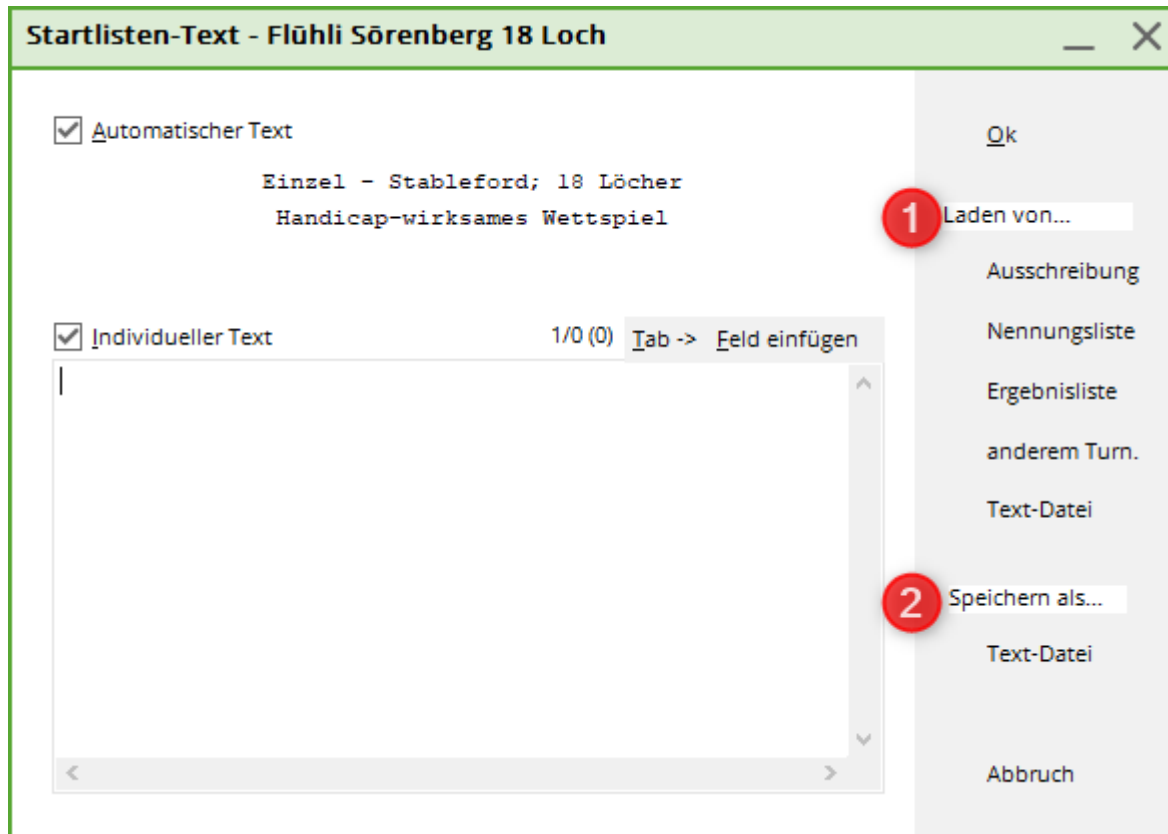 Startlisten-Text - Flühli Sörenberg 18 Loch
Automatischer Text
Einzel - Stableford; 18 Löcher
Handicap-wirksames Wettspiel
Individueller Text
1/0 (0)
Tab -> Feld einfügen
Ok
1
Laden von...
Ausschreibung
Nennungsliste
Ergebnisliste
anderem Turn.
Text-Datei
2
Speichern als...
Text-Datei
Abbruch